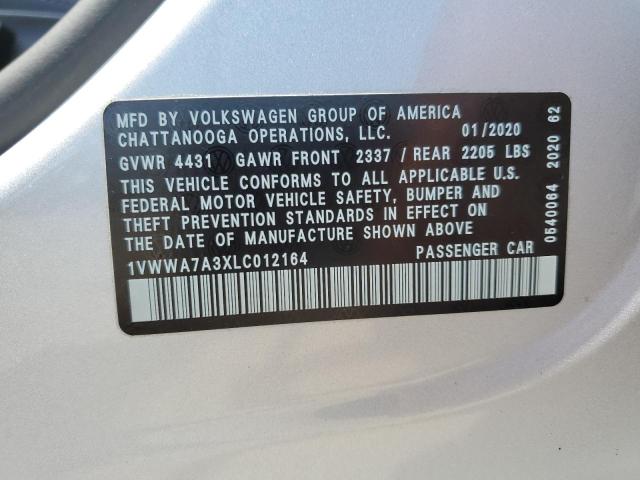 MFD BY VOLKSWAGEN GROUP OF AMERICA
CHATTANOOGA OPERATIONS, LLC. 01/2020
GVWR 4431 GAWR FRONT 2337 / REAR 2205 LBS
THIS VEHICLE CONFORMS TO ALL APPLICABLE U.S.
FEDERAL MOTOR VEHICLE SAFETY, BUMPER AND
THEFT PREVENTION STANDARDS IN EFFECT ON
THE DATE OF MANUFACTURE SHOWN ABOVE
1VWWA7A3XLC012164 PASSENGER CAR
0540064 2020 62